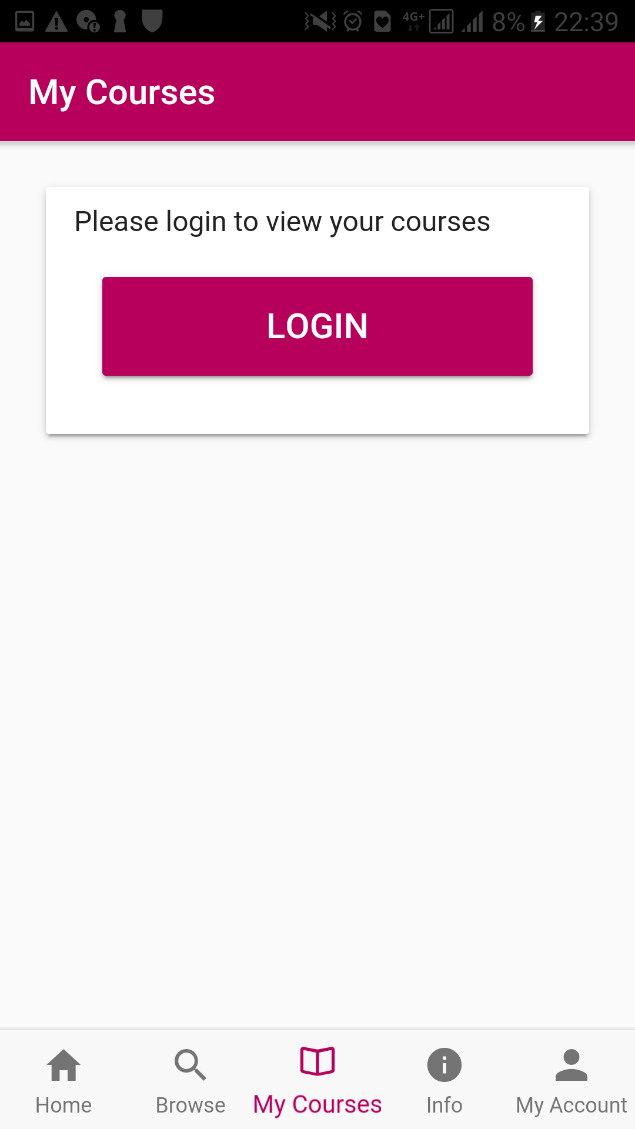 4G+ 8% 22:39
My Courses
Please login to view your courses
LOGIN
Home Browse My Courses Info My Account